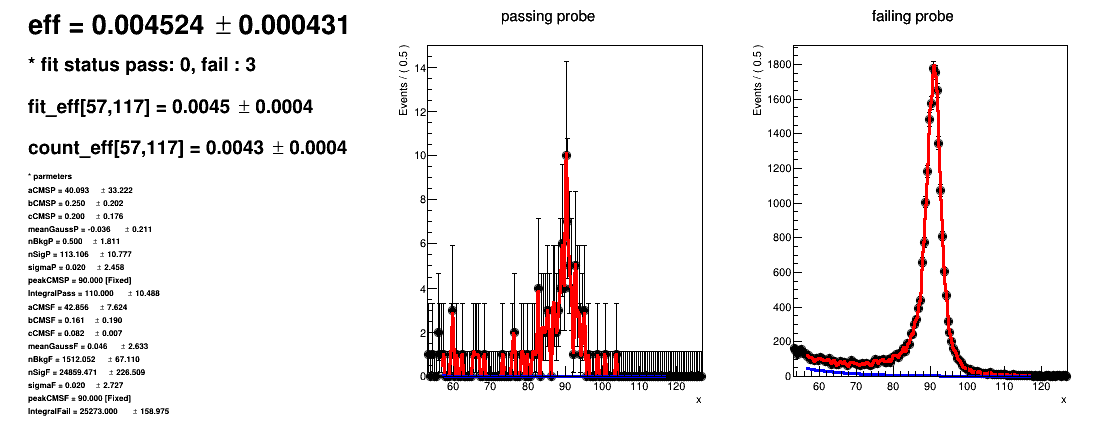 eff = 0.004524 ± 0.000431
* fit status pass: 0, fail : 3
fit_eff[57,117] = 0.0045 ± 0.0004
count_eff[57,117] = 0.0043 ± 0.0004
* parmeters
aCMSP = 40.093 ± 33.222
bCMSP = 0.250 ± 0.202
cCMSP = 0.200 ± 0.176
meanGaussP = -0.036 ± 0.211
nBkgP = 0.500 ± 1.811
nSigP = 113.106 ± 10.777
sigmaP = 0.020 ± 2.458
peakCMSP = 90.000 [Fixed]
IntegralPass = 110.000 ± 10.488
aCMSF = 42.856 ± 7.624
bCMSF = 0.161 ± 0.190
cCMSF = 0.082 ± 0.007
meanGaussF = 0.046 ± 2.633
nBkgF = 1512.052 ± 67.110
nSigF = 24859.471 ± 226.509
sigmaF = 0.020 ± 2.727
peakCMSF = 90.000 [Fixed]
IntegralFail = 25273.000 ± 158.975
passing probe
Events / ( 0.5 )
14
12
10
8
6
4
2
0
60 70 80 90 100 110 120
x
failing probe
Events / ( 0.5 )
1800
1600
1400
1200
1000
800
600
400
200
0
60 70 80 90 100 110 120
x